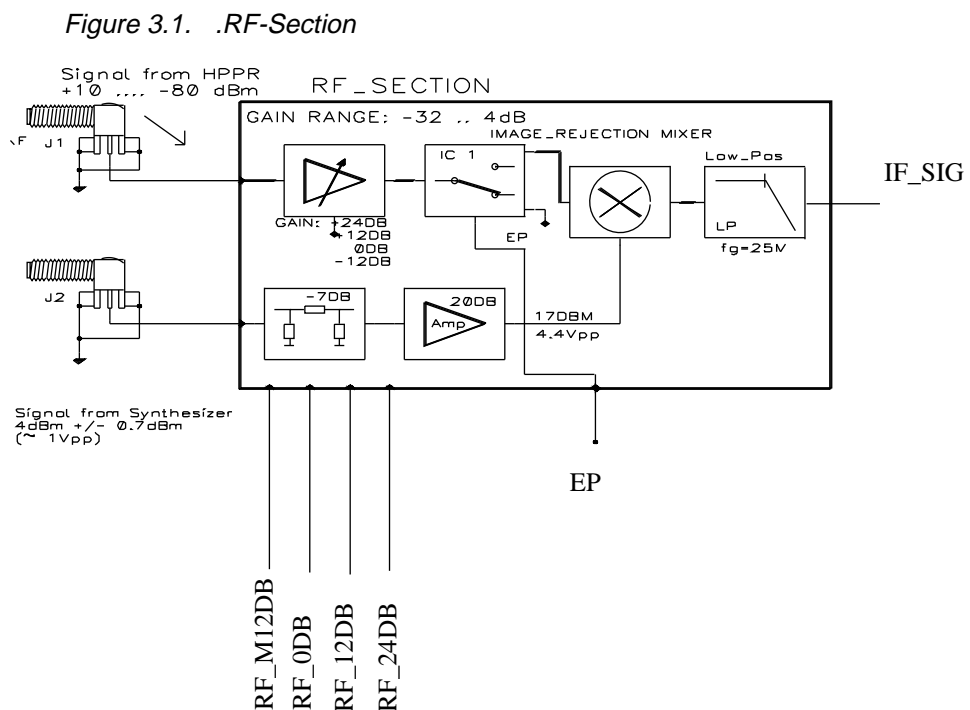 Figure 3.1.   .RF-Section
Signal from HPPR
+10 .... -80 dBm
RF_SECTION
GAIN RANGE: -32 .. 4dB
IMAGE_REJECTION MIXER
J1
IC 1
Low_Pas
IF_SIG
GAIN: +24DB
+12DB
0DB
-12DB
EP
LP
fg=25M
J2
-7DB
20DB
Amp
17DBM
4.4Vpp
Signal from Synthesizer
4dBm +/- 0.7dBm
(~ 1Vpp)
EP
RF_M12DB
RF_0DB
RF_12DB
RF_24DB